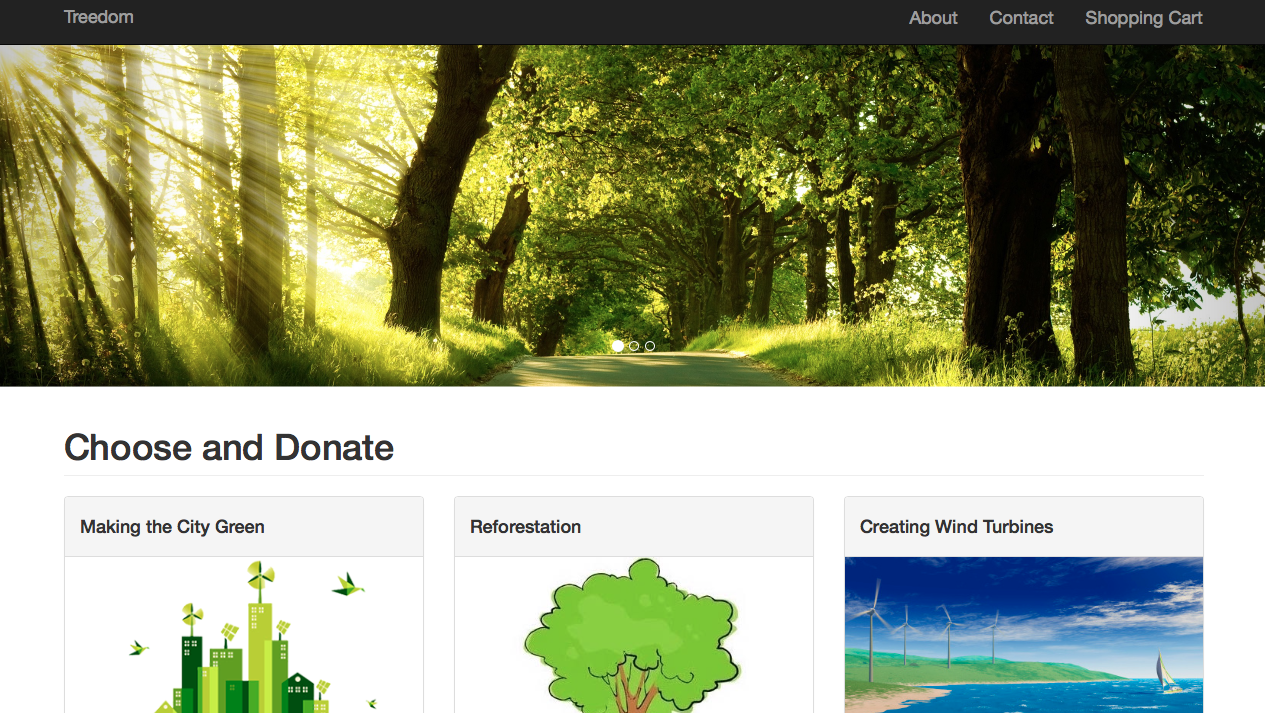 Treedom About Contact Shopping Cart
Choose and Donate
Making the City Green
Reforestation
Creating Wind Turbines